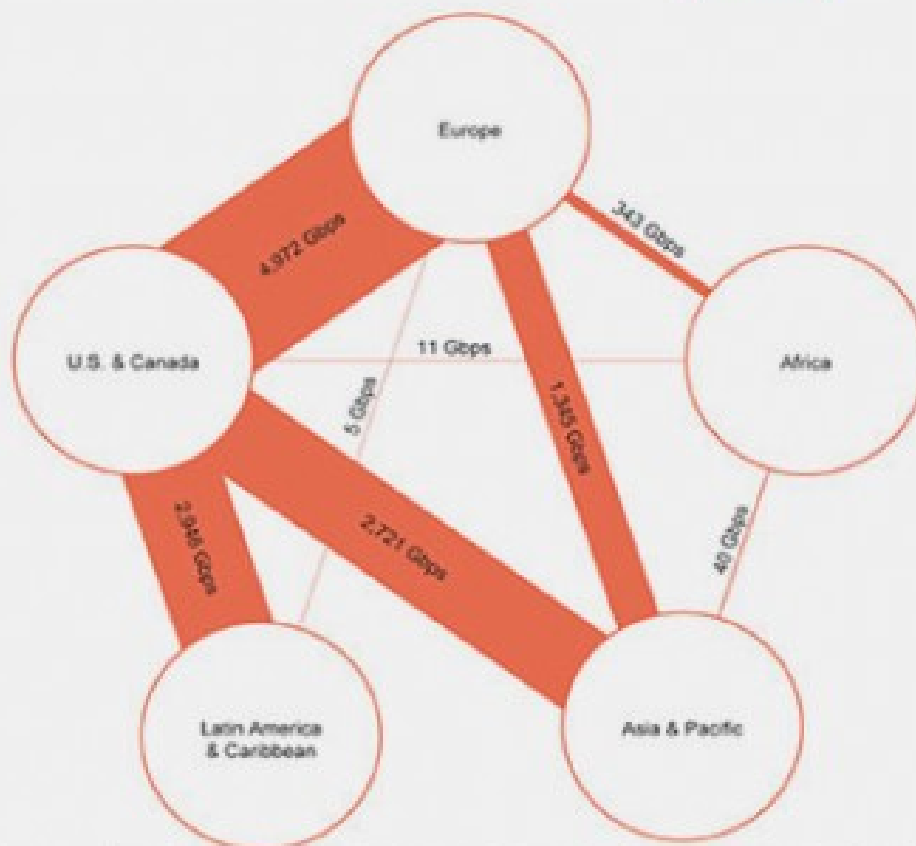 Europe
4,972 Gbps
343 Gbps
U.S. & Canada
11 Gbps
Africa
5 Gbps
1,345 Gbps
2,946 Gbps
2,721 Gbps
40 Gbps
Latin America
& Caribbean
Asia & Pacific